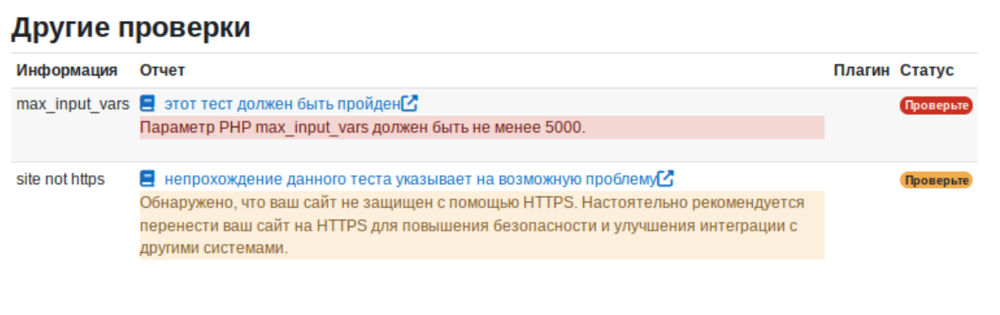 Другие проверки
Информация Отчет Плагин Статус
max_input_vars этот тест должен быть пройден Проверьте
Параметр PHP max_input_vars должен быть не менее 5000.
site not https непрохождение данного теста указывает на возможную проблему Проверьте
Обнаружено, что ваш сайт не защищен с помощью HTTPS. Настоятельно рекомендуется
перенести ваш сайт на HTTPS для повышения безопасности и улучшения интеграции с
другими системами.